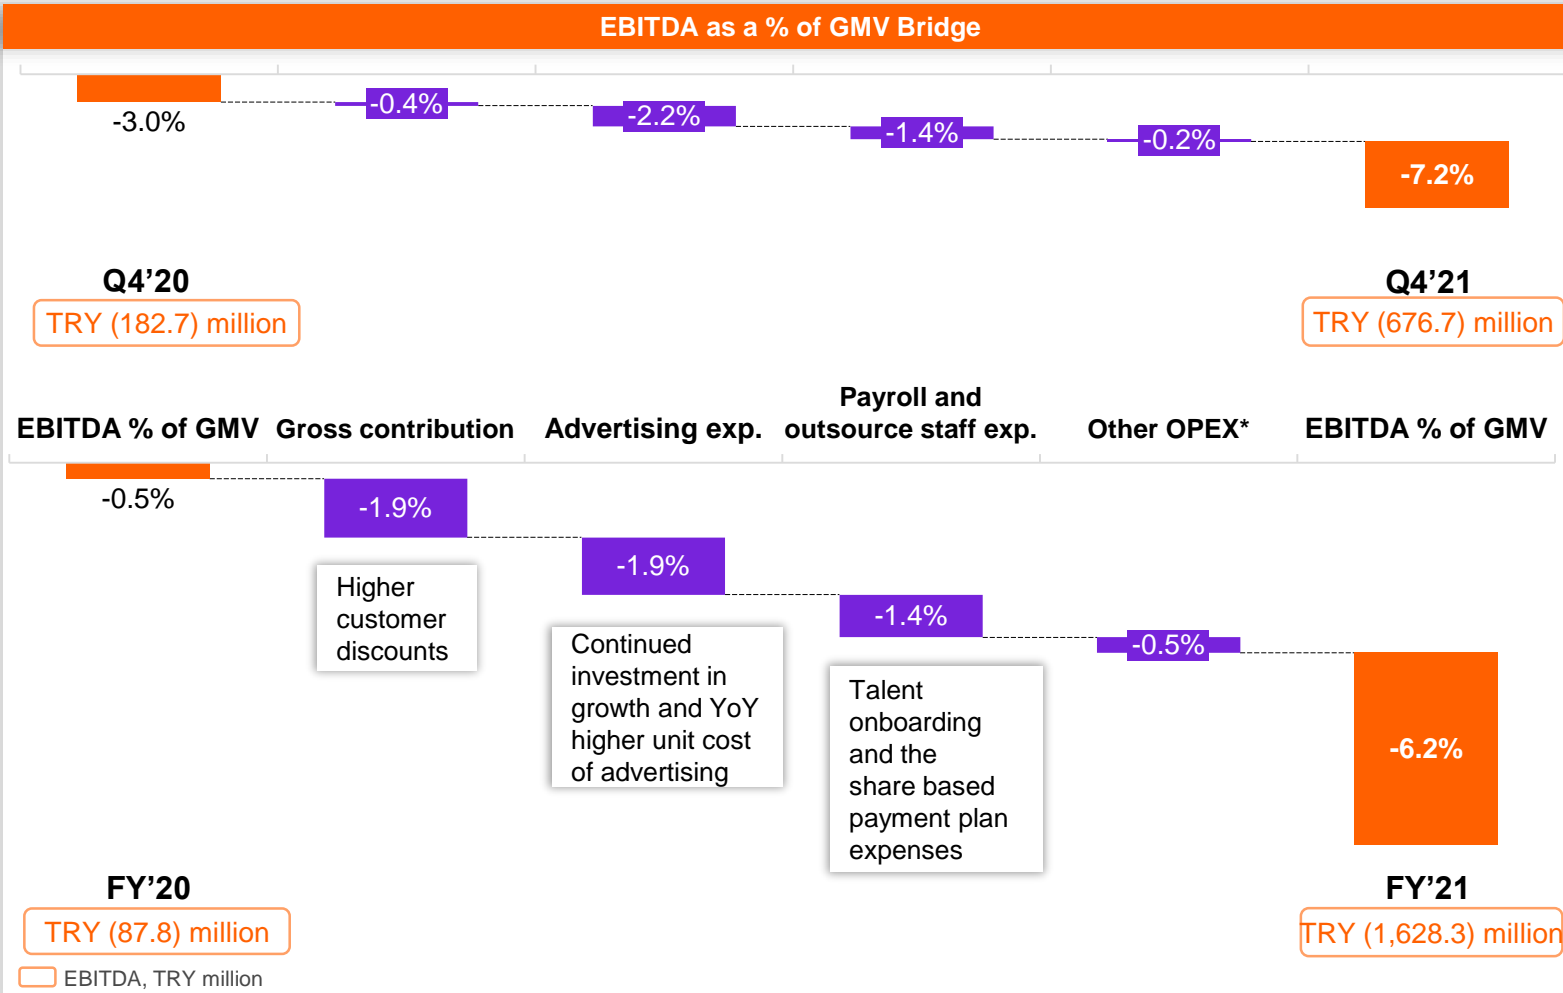 EBITDA as a % of GMV Bridge
-3.0%
-0.4%
-2.2%
-1.4%
-0.2%
-7.2%
Q4’20
TRY (182.7) million
Q4’21
TRY (676.7) million
EBITDA % of GMV
Gross contribution
Advertising exp.
Payroll and
outsource staff exp.
Other OPEX*
EBITDA % of GMV
-0.5%
-1.9%
-1.9%
-1.4%
-0.5%
-6.2%
Higher
customer
discounts
Continued
investment in
growth and YoY
higher unit cost
of advertising
Talent
onboarding
and the
share based
payment plan
expenses
FY’20
TRY (87.8) million
FY’21
TRY (1,628.3) million
EBITDA, TRY million